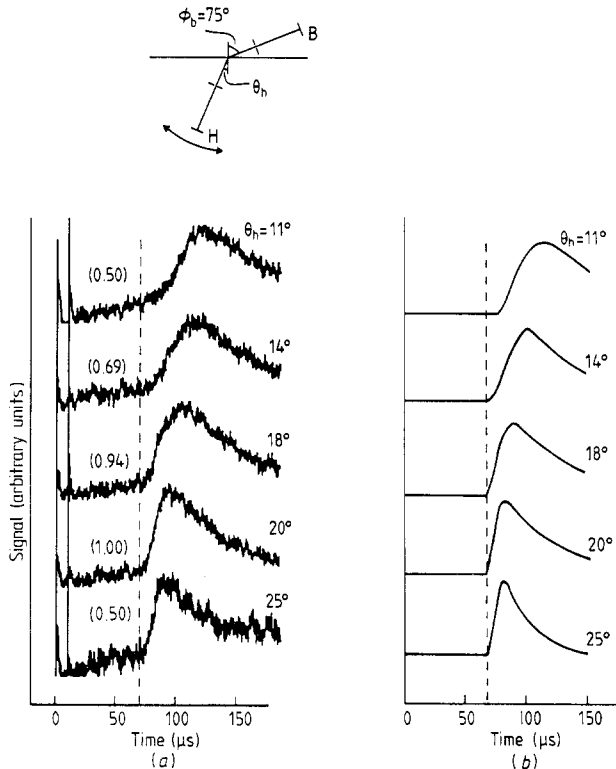 ϕb=75°
B
θh
H
θh=11°
(0.50)
14°
(0.69)
18°
(0.94)
20°
(1.00)
25°
(0.50)
Signal (arbitrary units)
0 50 100 150
Time (μs)
(a)
θh=11°
14°
18°
20°
25°
0 50 100 150
Time (μs)
(b)